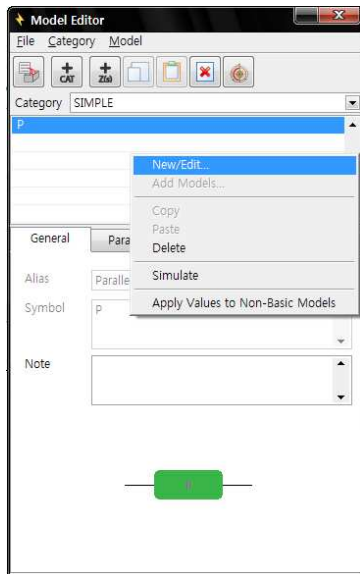 Model Editor
File Category Model
CAT Z(s)
Category SIMPLE
P
New/Edit...
Add Models...
Copy
Paste
Delete
Simulate
Apply Values to Non-Basic Models
General Para
Alias Paralle
Symbol P
Note